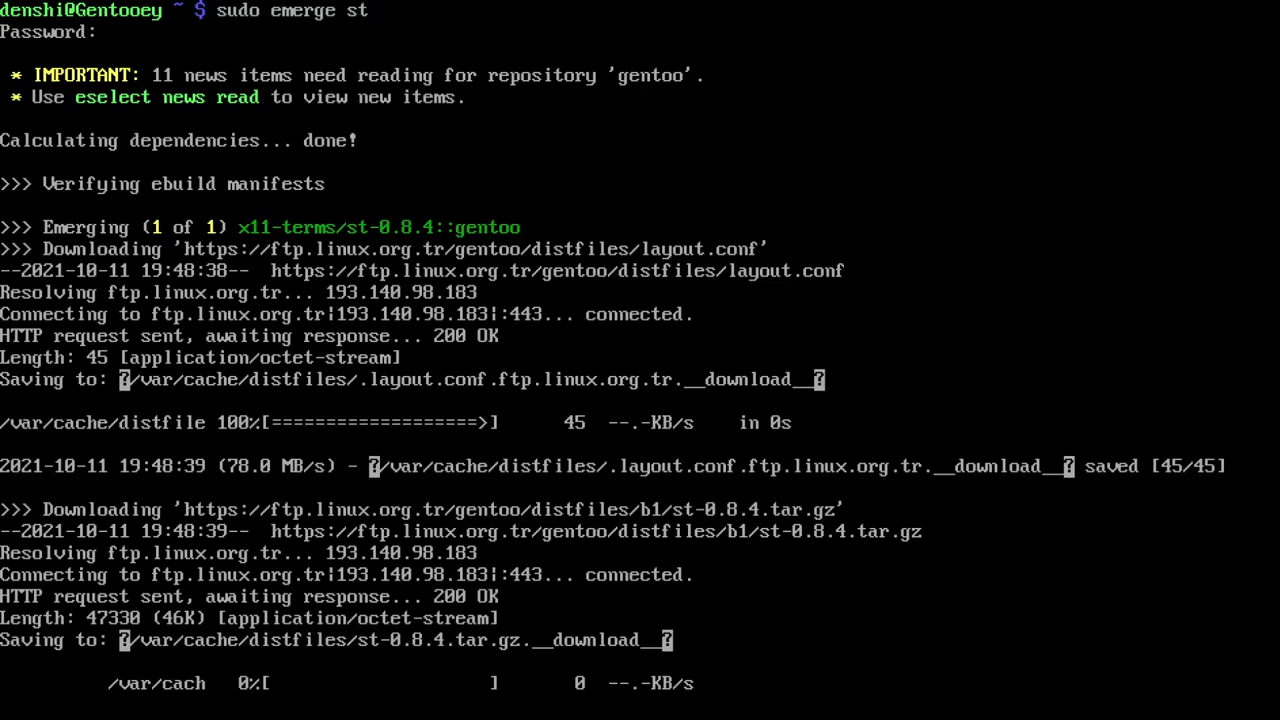 denshi@Gentooey ~ $ sudo emerge st
Password:
 * IMPORTANT: 11 news items need reading for repository 'gentoo'.
 * Use eselect news read to view new items.
Calculating dependencies... done!
>>> Verifying ebuild manifests
>>> Emerging (1 of 1) x11-terms/st-0.8.4::gentoo
>>> Downloading 'https://ftp.linux.org.tr/gentoo/distfiles/layout.conf'
--2021-10-11 19:48:38--  https://ftp.linux.org.tr/gentoo/distfiles/layout.conf
Resolving ftp.linux.org.tr... 193.140.98.183
Connecting to ftp.linux.org.tr|193.140.98.183|:443... connected.
HTTP request sent, awaiting response... 200 OK
Length: 45 [application/octet-stream]
Saving to: ?/var/cache/distfiles/.layout.conf.ftp.linux.org.tr.__download__?
/var/cache/distfile 100%[===================>]      45  --.-KB/s    in 0s
2021-10-11 19:48:39 (78.0 MB/s) - ?/var/cache/distfiles/.layout.conf.ftp.linux.org.tr.__download__? saved [45/45]
>>> Downloading 'https://ftp.linux.org.tr/gentoo/distfiles/b1/st-0.8.4.tar.gz'
--2021-10-11 19:48:39--  https://ftp.linux.org.tr/gentoo/distfiles/b1/st-0.8.4.tar.gz
Resolving ftp.linux.org.tr... 193.140.98.183
Connecting to ftp.linux.org.tr|193.140.98.183|:443... connected.
HTTP request sent, awaiting response... 200 OK
Length: 47330 (46K) [application/octet-stream]
Saving to: ?/var/cache/distfiles/st-0.8.4.tar.gz.__download__?
          /var/cach   0%[                    ]       0  --.-KB/s